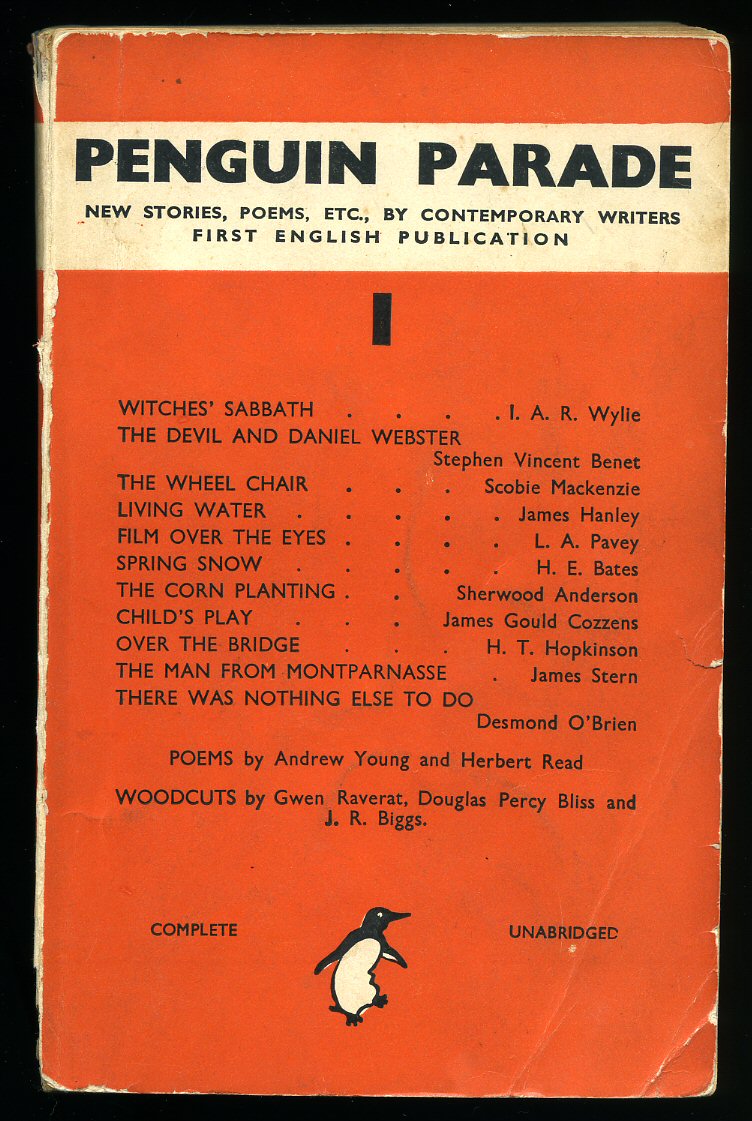 PENGUIN PARADE
NEW STORIES, POEMS, ETC., BY CONTEMPORARY WRITERS
FIRST ENGLISH PUBLICATION
1
WITCHES' SABBATH . . . . I. A. R. Wylie
THE DEVIL AND DANIEL WEBSTER
Stephen Vincent Benet
THE WHEEL CHAIR . . . Scobie Mackenzie
LIVING WATER . . . . . James Hanley
FILM OVER THE EYES . . . . L. A. Pavey
SPRING SNOW . . . . . H. E. Bates
THE CORN PLANTING . . Sherwood Anderson
CHILD'S PLAY . . . James Gould Cozzens
OVER THE BRIDGE . . . H. T. Hopkinson
THE MAN FROM MONTPARNASSE . James Stern
THERE WAS NOTHING ELSE TO DO
Desmond O'Brien
POEMS by Andrew Young and Herbert Read
WOODCUTS by Gwen Raverat, Douglas Percy Bliss and
J. R. Biggs.
COMPLETE UNABRIDGED